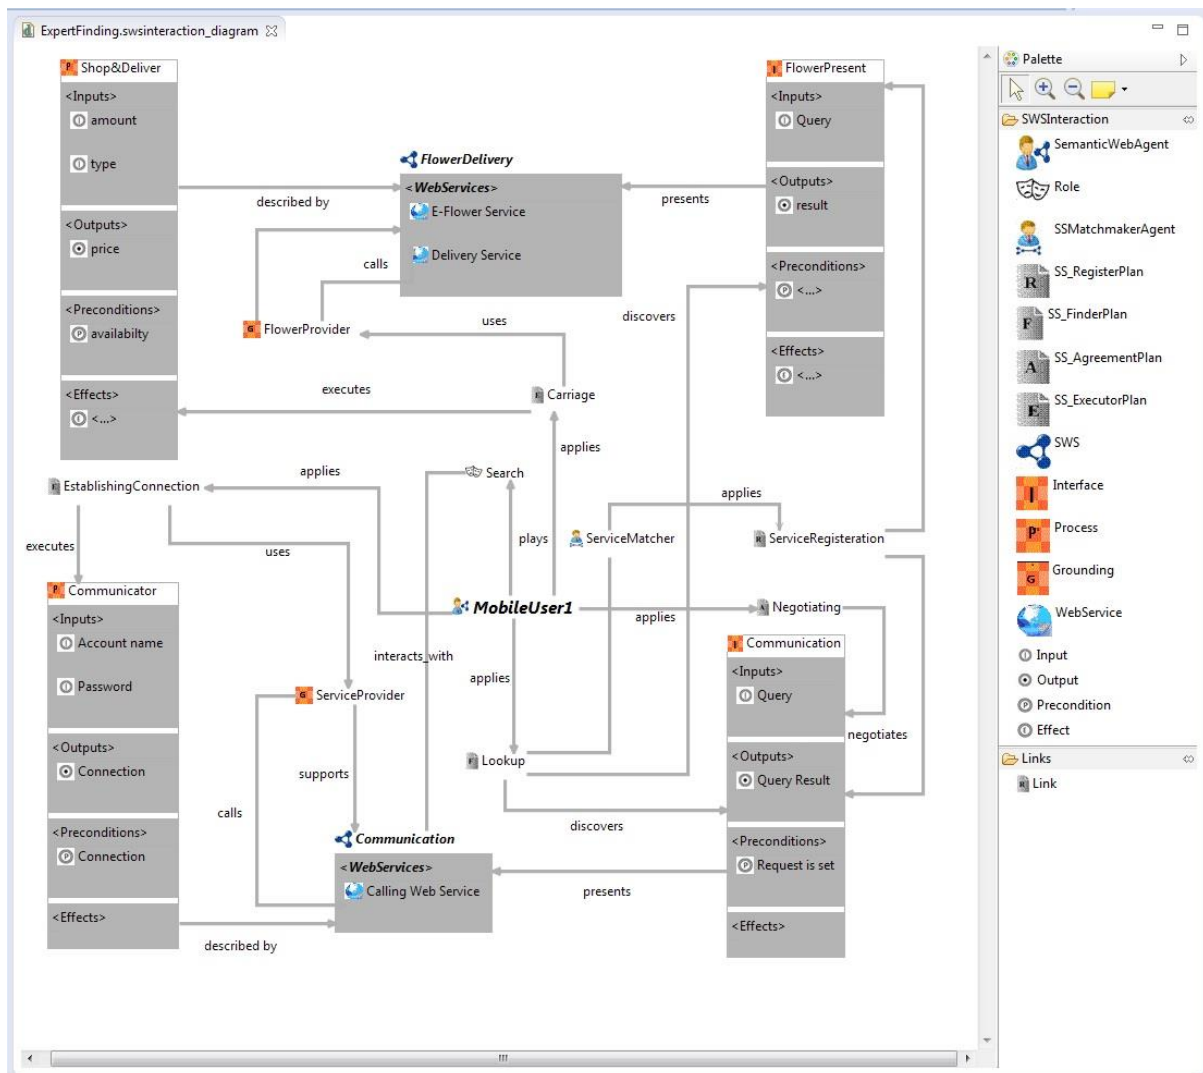 ExpertFinding.swsinteraction_diagram
Shop&Deliver
<Inputs>
amount
type
<Outputs>
price
<Preconditions>
availabilty
<Effects>
<...>
FlowerDelivery
<WebServices>
E-Flower Service
Delivery Service
described by
calls
presents
FlowerPresent
<Inputs>
Query
<Outputs>
result
<Preconditions>
<...>
<Effects>
<...>
FlowerProvider
uses
discovers
executes
Carriage
applies
applies
Search
applies
EstablishingConnection
plays
ServiceMatcher
ServiceRegisteration
executes
uses
Communicator
<Inputs>
Account name
Password
<Outputs>
Connection
<Preconditions>
Connection
<Effects>
MobileUser1
applies
Negotiating
interacts_with
applies
ServiceProvider
Communication
<Inputs>
Query
<Outputs>
Query Result
<Preconditions>
Request is set
<Effects>
negotiates
Lookup
supports
calls
discovers
Communication
<WebServices>
Calling Web Service
presents
described by
Palette
SWSInteraction
SemanticWebAgent
Role
SSMatchmakerAgent
R
SS_RegisterPlan
F
SS_FinderPlan
A
SS_AgreementPlan
E
SS_ExecutorPlan
SWS
I
Interface
P
Process
G
Grounding
WebService
Input
Output
Precondition
Effect
Links
Link